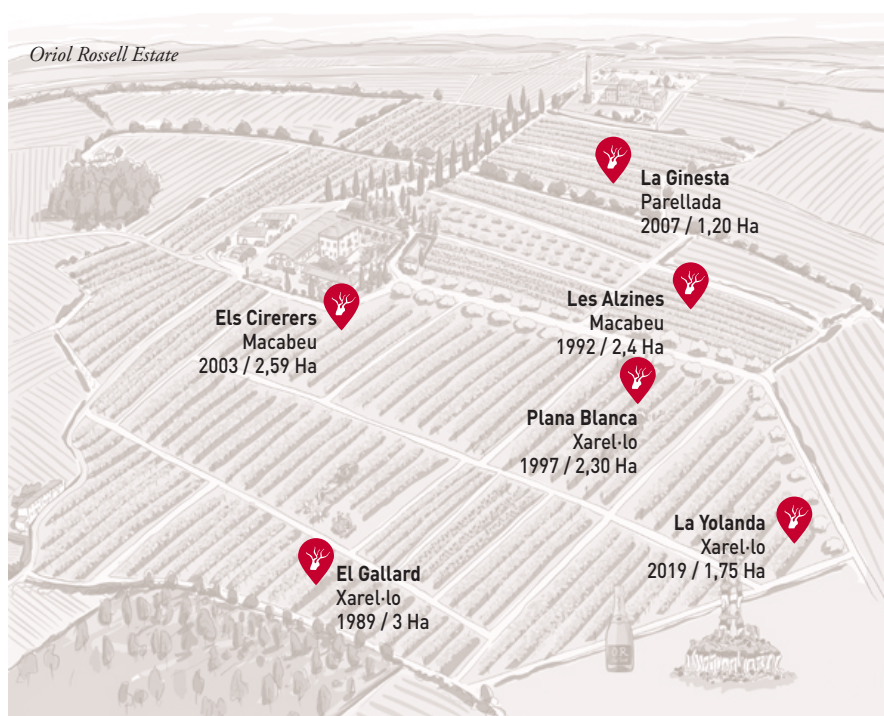 Oriol Rossell Estate
La Ginesta
Parellada
2007 / 1,20 Ha
Les Alzines
Macabeu
1992 / 2,4 Ha
Els Cirerers
Macabeu
2003 / 2,59 Ha
Plana Blanca
Xarel·lo
1997 / 2,30 Ha
La Yolanda
Xarel·lo
2019 / 1,75 Ha
El Gallard
Xarel·lo
1989 / 3 Ha
O.R